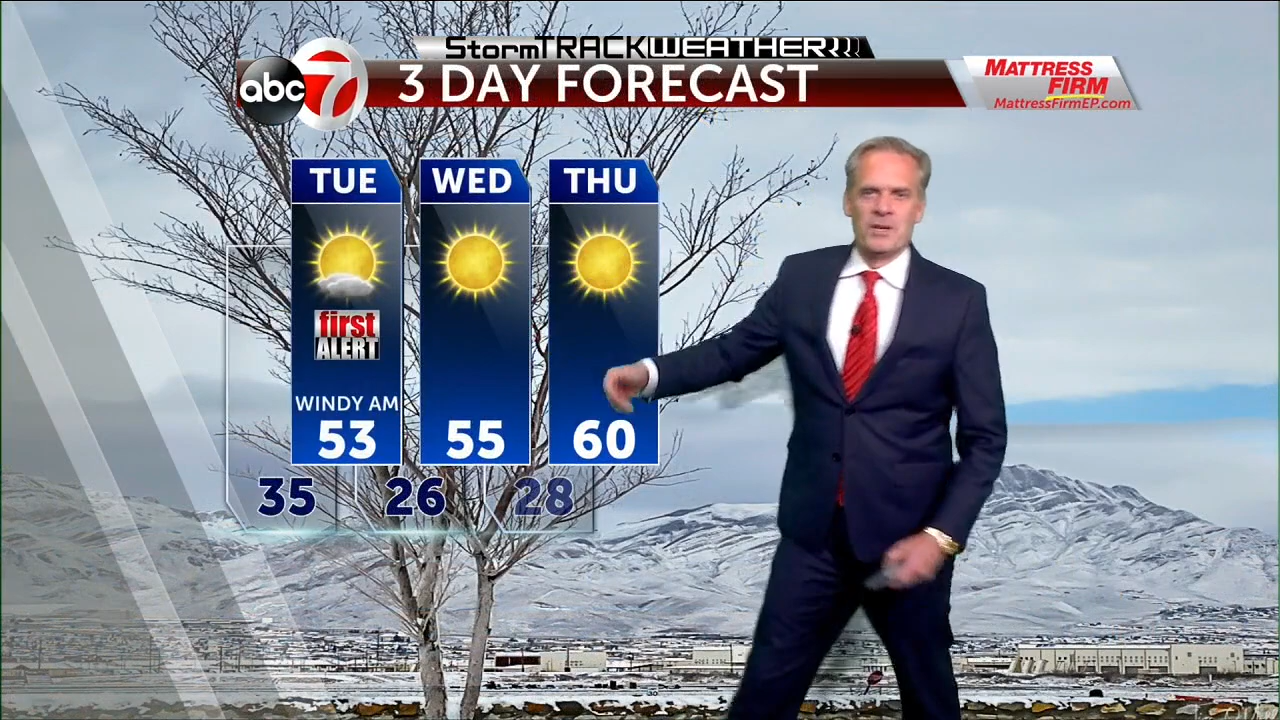 StormTRACKWEATHER
abc 7
3 DAY FORECAST
MATTRESS
FIRM
MattressFirmEP.com
TUE WED THU
first
ALERT
WINDY AM
53 55 60
35 26 28